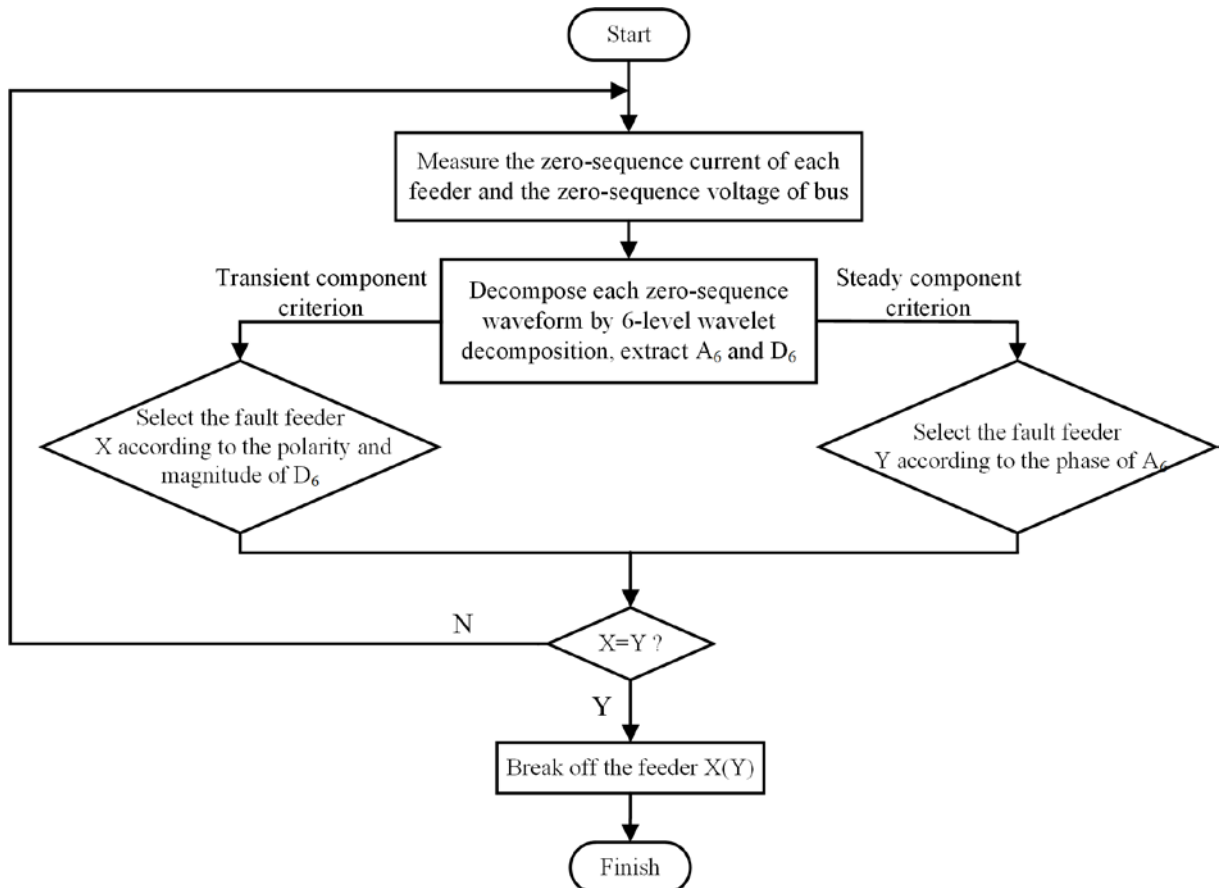 Start
Measure the zero-sequence current of each
feeder and the zero-sequence voltage of bus
Transient component
criterion
Decompose each zero-sequence
waveform by 6-level wavelet
decomposition, extract A₆ and D₆
Steady component
criterion
Select the fault feeder
X according to the polarity and
magnitude of D₆
Select the fault feeder
Y according to the phase of A₆
N
X=Y ?
Y
Break off the feeder X(Y)
Finish